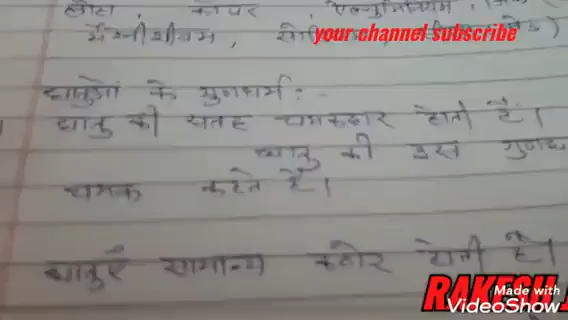 लोहा, कॉपर, एल्युमिनियम,
मैग्नीशियम,
your channel subscribe
धातुओं के गुणधर्म :-
धातु की सतह चमकदार होती है।
धातु की इस
चमक कहते है।
धातुएँ सामान्य कठोर होती है।
RAKESH
Made with
VideoShow